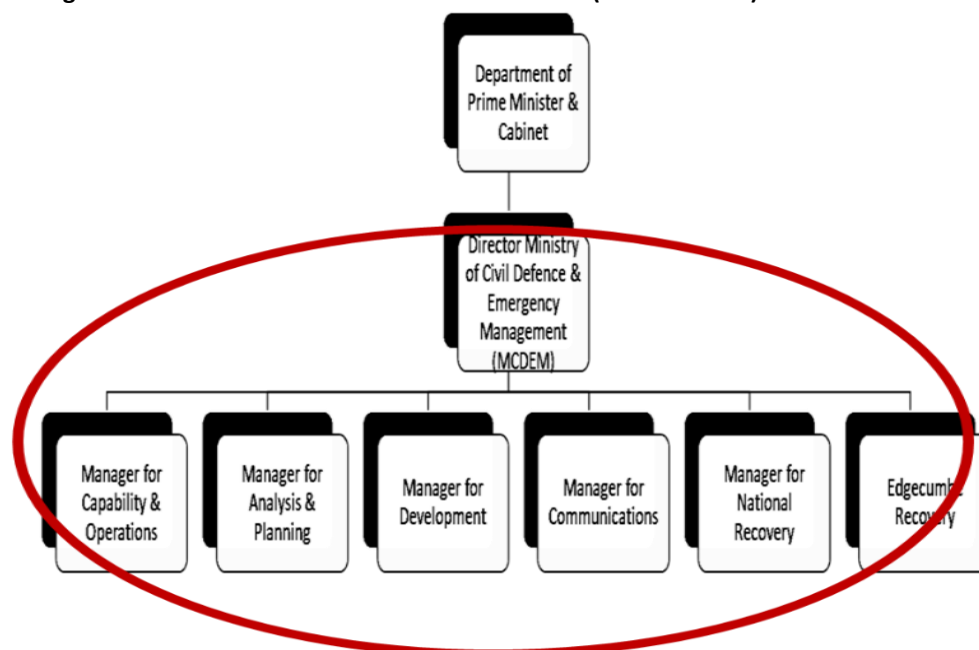 Department of
Prime Minister &
Cabinet
Director Ministry
of Civil Defence &
Emergency
Management
(MCDEM)
Manager for
Capability &
Operations
Manager for
Analysis &
Planning
Manager for
Development
Manager for
Communications
Manager for
National
Recovery
Edgecumbe
Recovery